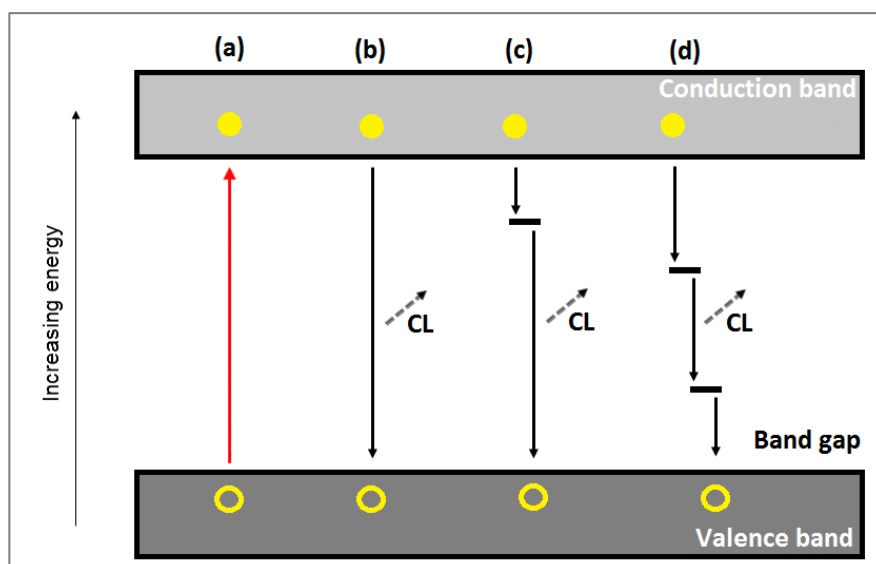 (a) (b) (c) (d)
Conduction band
Increasing energy
CL CL CL
Band gap
Valence band